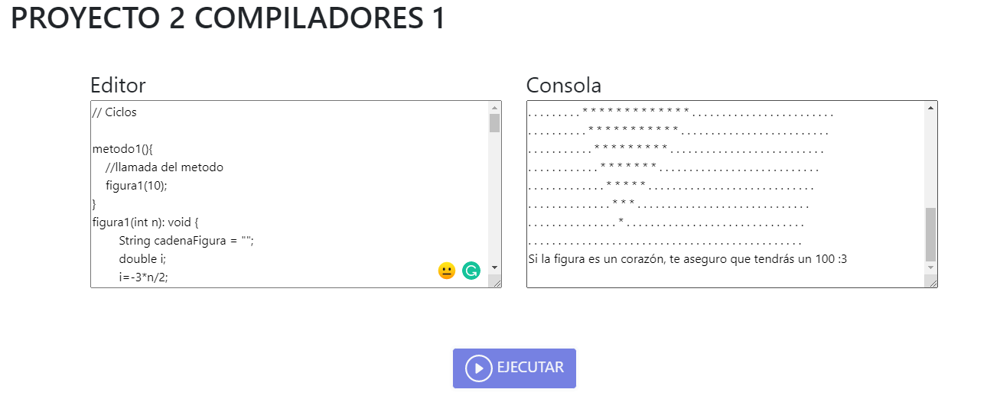 PROYECTO 2 COMPILADORES 1
Editor
// Ciclos
metodo1(){
//llamada del metodo
figura1(10);
}
figura1(int n): void {
String cadenaFigura = "";
double i;
i=-3*n/2;
Consola
. . . . . . . . . * * * * * * * * * * * * * . . . . . . . . . . . . . . . . . . . . . . . .
. . . . . . . . . . * * * * * * * * * * * . . . . . . . . . . . . . . . . . . . . . . . . .
. . . . . . . . . . . * * * * * * * * * . . . . . . . . . . . . . . . . . . . . . . . . . .
. . . . . . . . . . . . * * * * * * * . . . . . . . . . . . . . . . . . . . . . . . . . . .
. . . . . . . . . . . . . * * * * * . . . . . . . . . . . . . . . . . . . . . . . . . . . .
. . . . . . . . . . . . . . * * * . . . . . . . . . . . . . . . . . . . . . . . . . . . . .
. . . . . . . . . . . . . . . * . . . . . . . . . . . . . . . . . . . . . . . . . . . . . .
. . . . . . . . . . . . . . . . . . . . . . . . . . . . . . . . . . . . . . . . . . . . . .
Si la figura es un corazón, te aseguro que tendrás un 100 :3
EJECUTAR